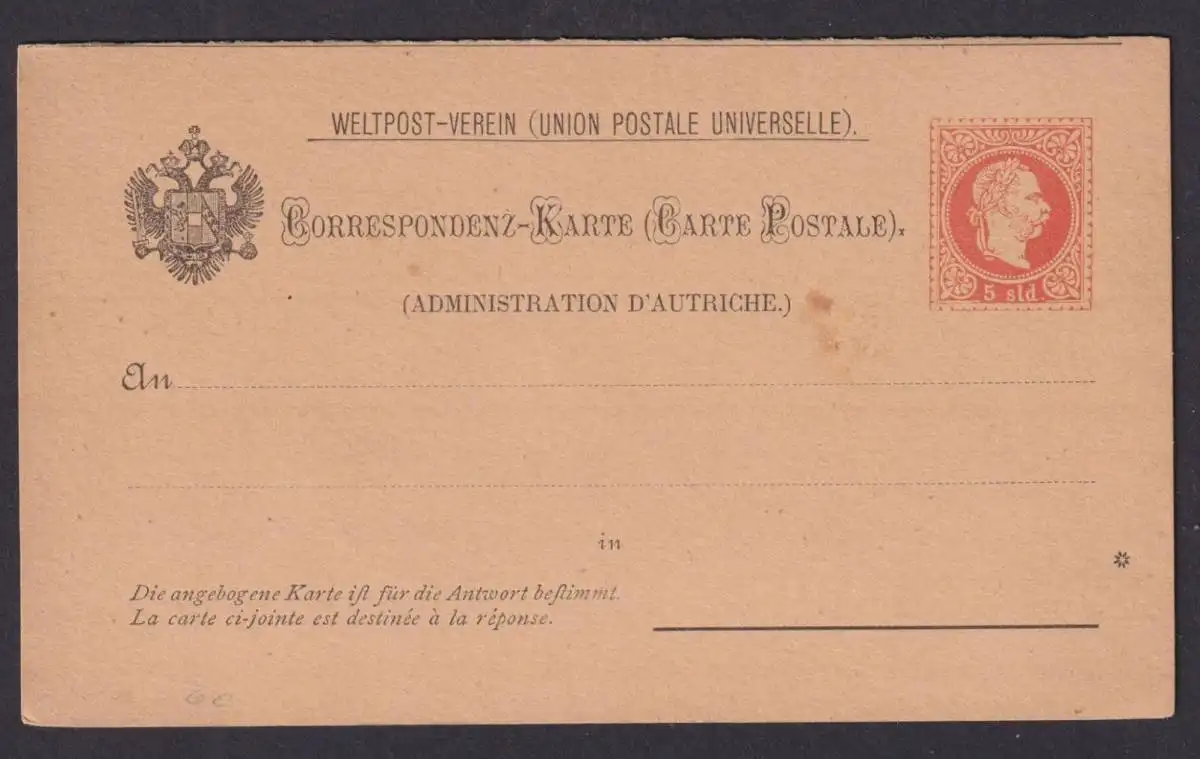 WELTPOST-VEREIN (UNION POSTALE UNIVERSELLE).
CORRESPONDENZ-KARTE (CARTE POSTALE).
(ADMINISTRATION D'AUTRICHE.)
5 sld.
An
in
*
Die angebogene Karte iſt für die Antwort beſtimmt.
La carte ci-jointe est destinée à la réponse.